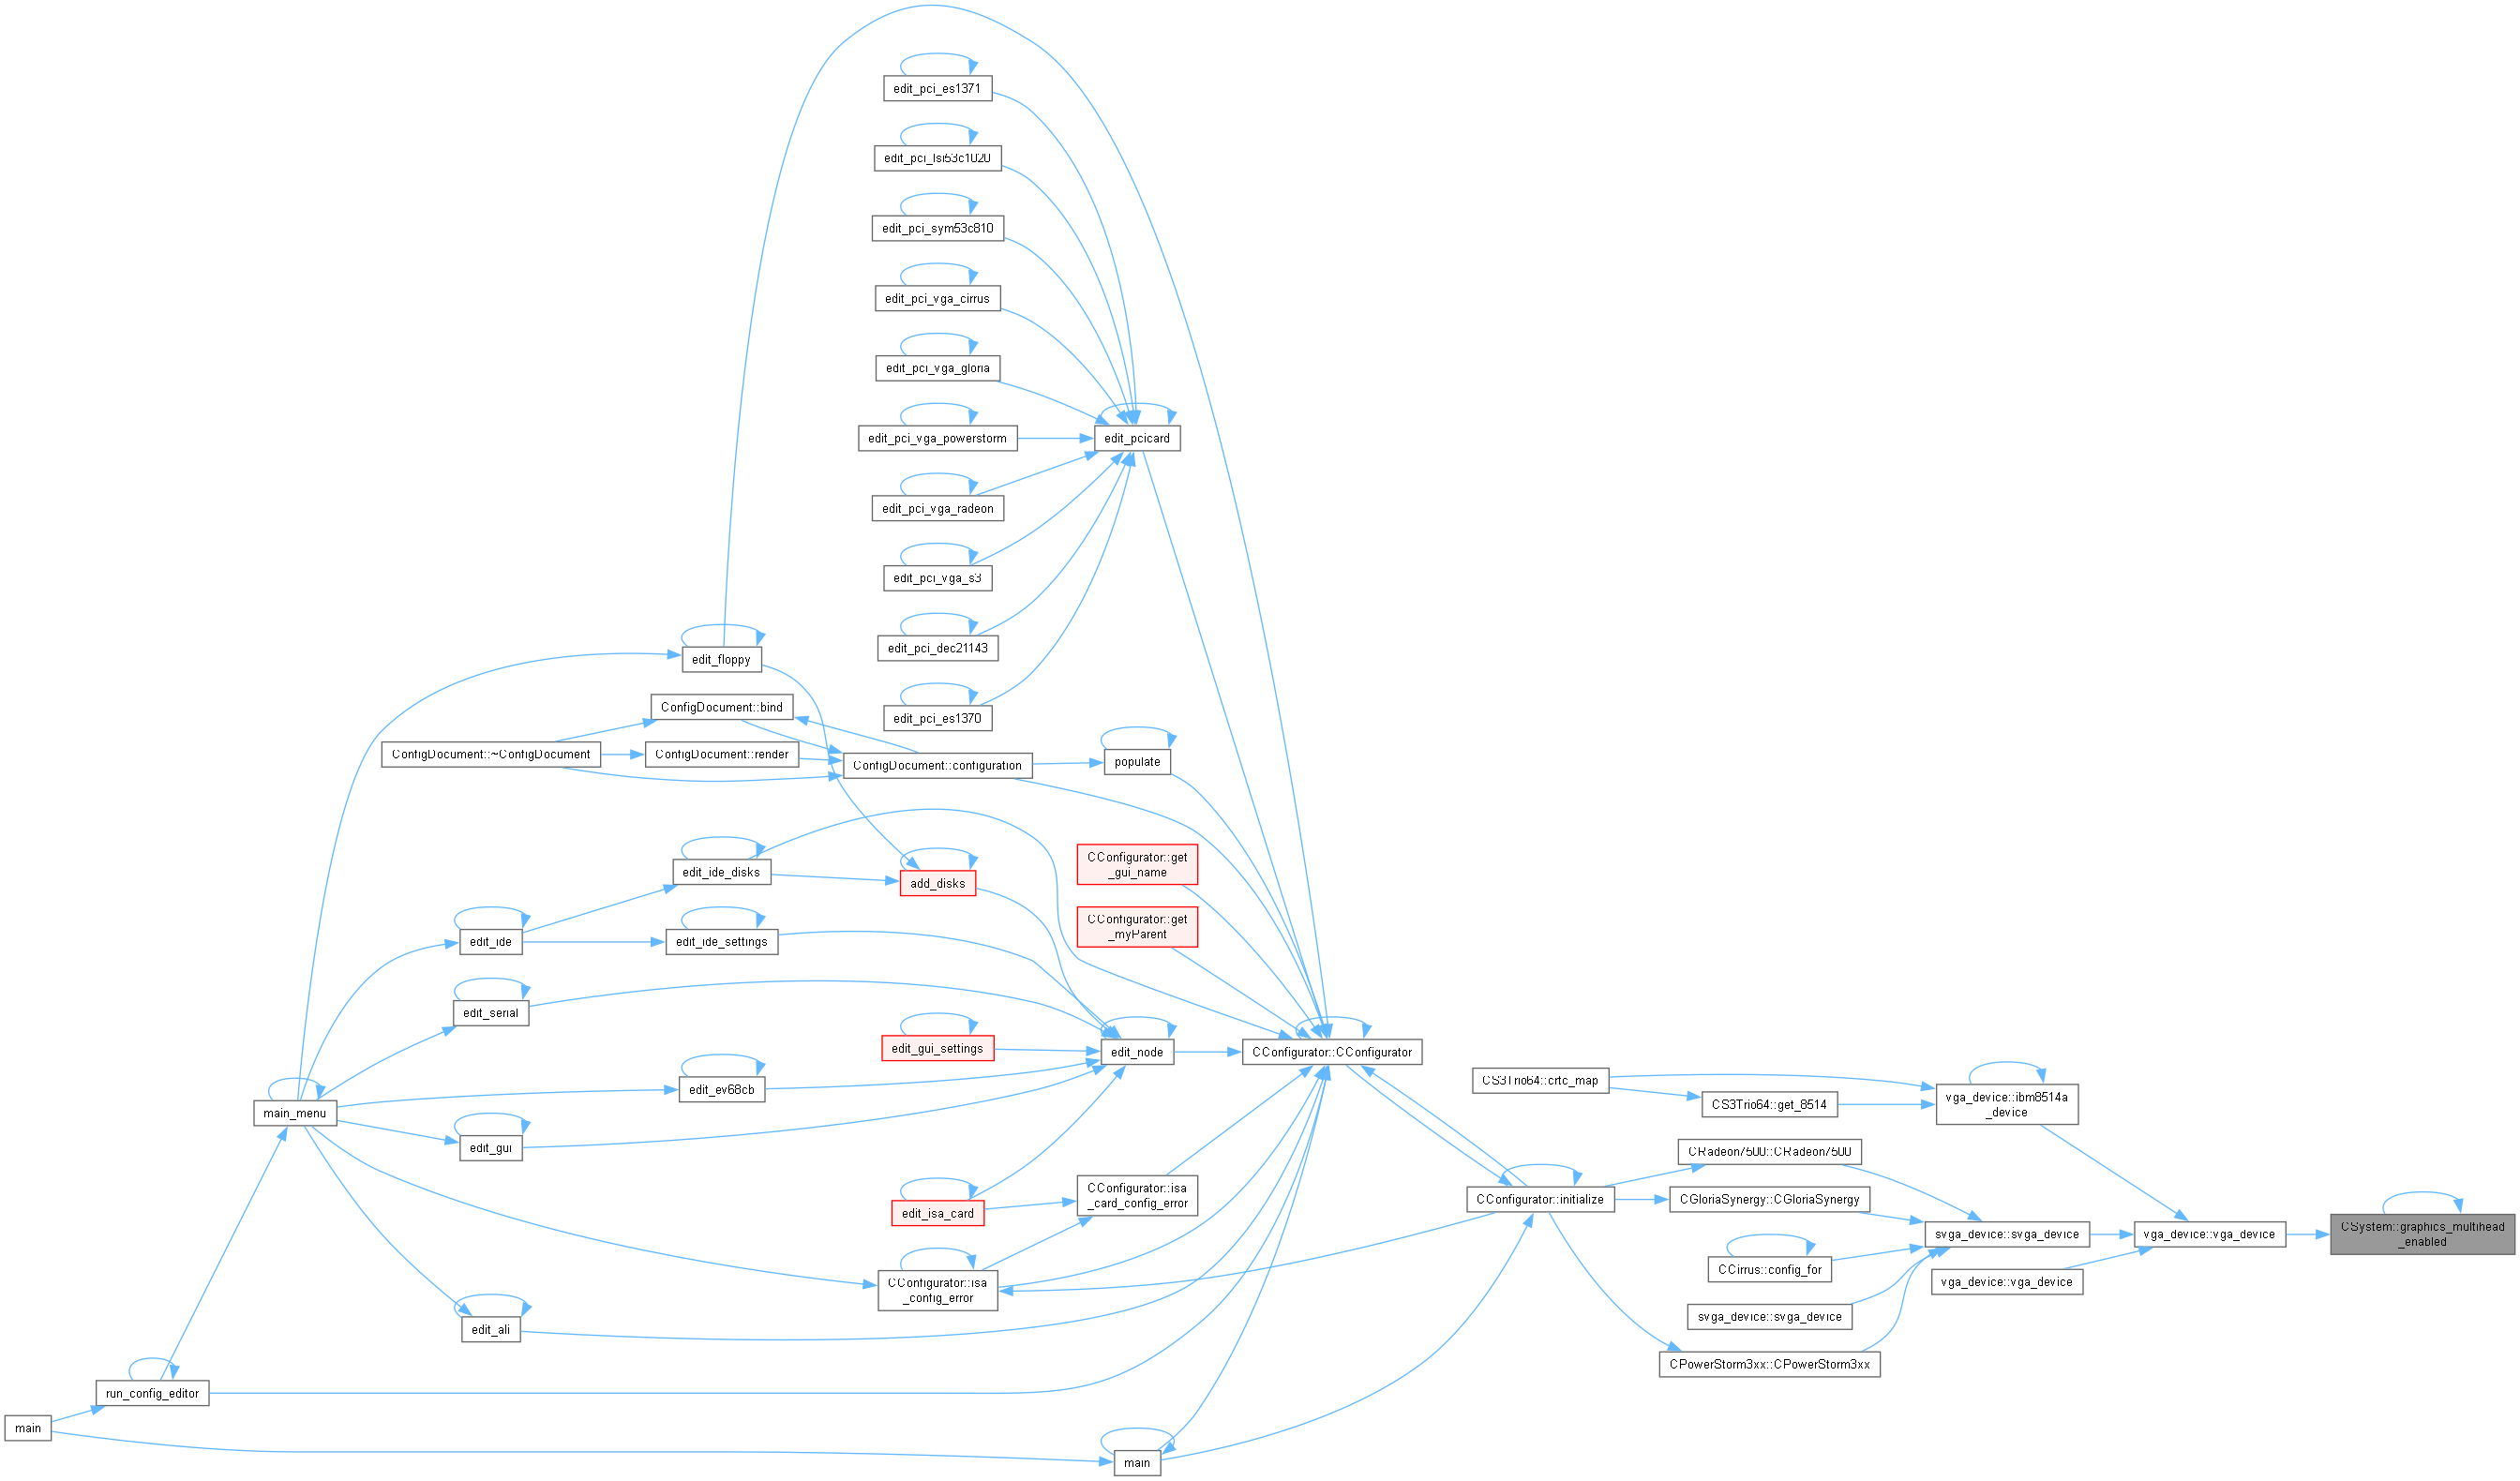 edit_pci_es1371
edit_pci_lsi53c1020
edit_pci_sym53c810
edit_pci_vga_cirrus
edit_pci_vga_gloria
edit_pci_vga_powerstorm
edit_pcicard
edit_pci_vga_radeon
edit_pci_vga_s3
edit_pci_dec21143
edit_floppy
ConfigDocument::bind
edit_pci_es1370
ConfigDocument::~ConfigDocument
ConfigDocument::render
ConfigDocument::configuration
populate
CConfigurator::get
_gui_name
edit_ide_disks
add_disks
CConfigurator::get
_myParent
edit_ide
edit_ide_settings
edit_serial
edit_gui_settings
edit_node
CConfigurator::CConfigurator
CS3Trio64::crtc_map
edit_ev68cb
CS3Trio64::get_8514
vga_device::ibm8514a
_device
main_menu
edit_gui
CRadeon7500::CRadeon7500
CConfigurator::isa
_card_config_error
edit_isa_card
CConfigurator::initialize
CGloriaSynergy::CGloriaSynergy
svga_device::svga_device
vga_device::vga_device
CSystem::graphics_multihead
_enabled
CCirrus::config_for
vga_device::vga_device
CConfigurator::isa
_config_error
svga_device::svga_device
edit_ali
CPowerStorm3xx::CPowerStorm3xx
run_config_editor
main
main